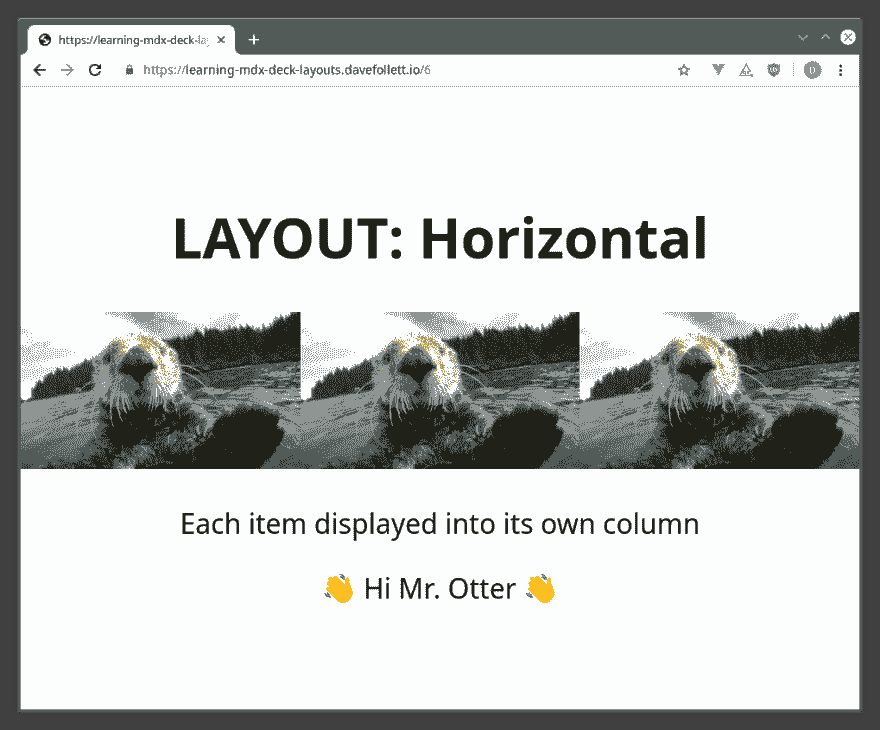 https://learning-mdx-deck-la
https://learning-mdx-deck-layouts.davefollett.io/6
D
LAYOUT: Horizontal
Each item displayed into its own column
👋 Hi Mr. Otter 👋